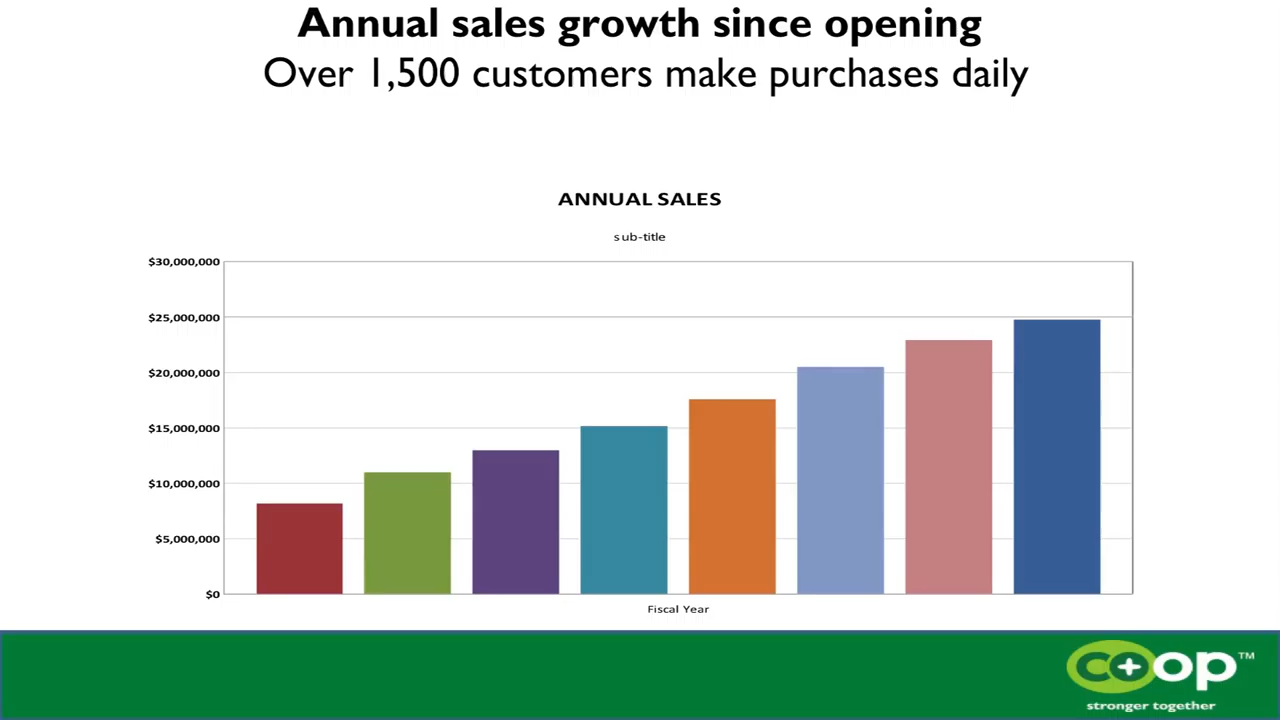 Annual sales growth since opening
Over 1,500 customers make purchases daily
ANNUAL SALES
sub-title
$30,000,000
$25,000,000
$20,000,000
$15,000,000
$10,000,000
$5,000,000
$0
Fiscal Year
co+op™
stronger together